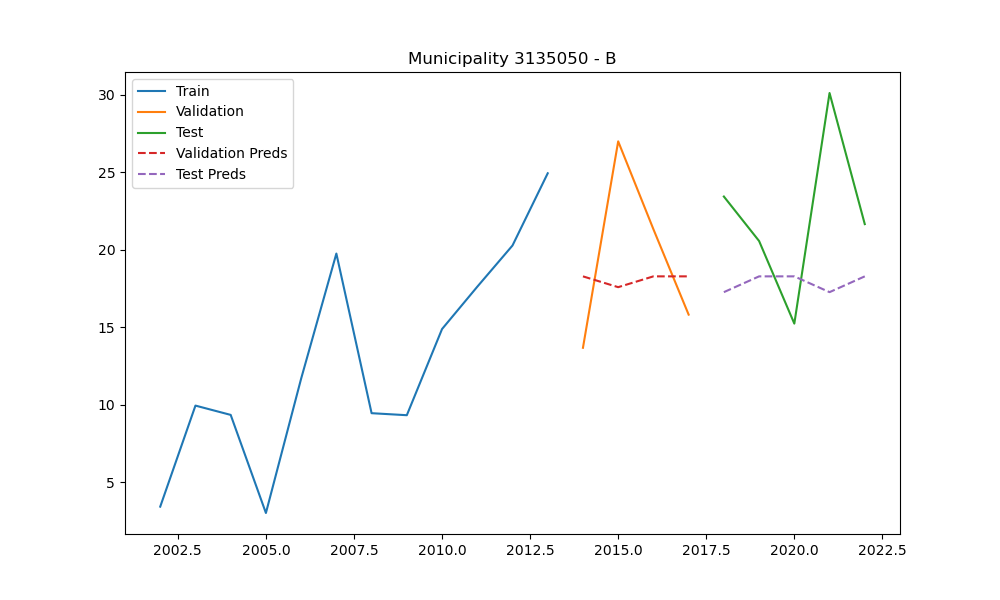 Municipality 3135050 - B
Train
Validation
Test
Validation Preds
Test Preds
30
25
20
15
10
5
2002.5 2005.0 2007.5 2010.0 2012.5 2015.0 2017.5 2020.0 2022.5